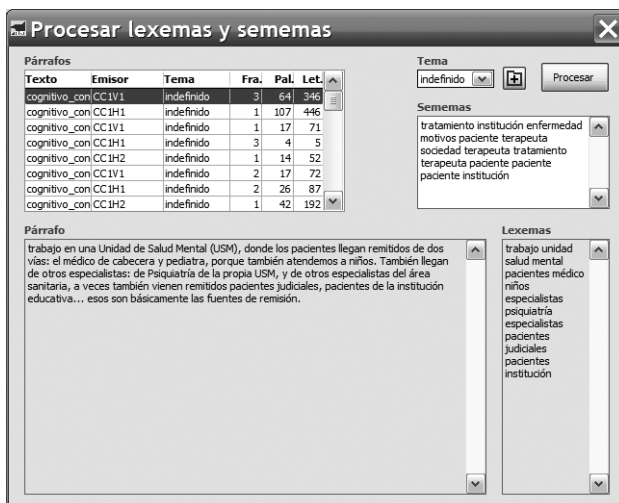 Procesar lexemas y sememas
Párrafos
Texto Emisor Tema Fra. Pal. Let.
cognitivo_con CC1V1 indefinido 3 64 346
cognitivo_con CC1H1 indefinido 1 107 446
cognitivo_con CC1V1 indefinido 1 17 71
cognitivo_con CC1H1 indefinido 3 4 5
cognitivo_con CC1H2 indefinido 1 14 52
cognitivo_con CC1V1 indefinido 2 17 72
cognitivo_con CC1H1 indefinido 2 26 87
cognitivo_con CC1H2 indefinido 1 42 192
Tema
indefinido
Procesar
Sememas
tratamiento institución enfermedad
motivos paciente terapeuta
sociedad terapeuta tratamiento
terapeuta paciente paciente
paciente institución
Párrafo
trabajo en una Unidad de Salud Mental (USM), donde los pacientes llegan remitidos de dos
vías: el médico de cabecera y pediatra, porque también atendemos a niños. También llegan
de otros especialistas: de Psiquiatría de la propia USM, y de otros especialistas del área
sanitaria, a veces también vienen remitidos pacientes judiciales, pacientes de la institución
educativa... esos son básicamente las fuentes de remisión.
Lexemas
trabajo unidad
salud mental
pacientes médico
niños
especialistas
psiquiatría
especialistas
pacientes
judiciales
pacientes
institución